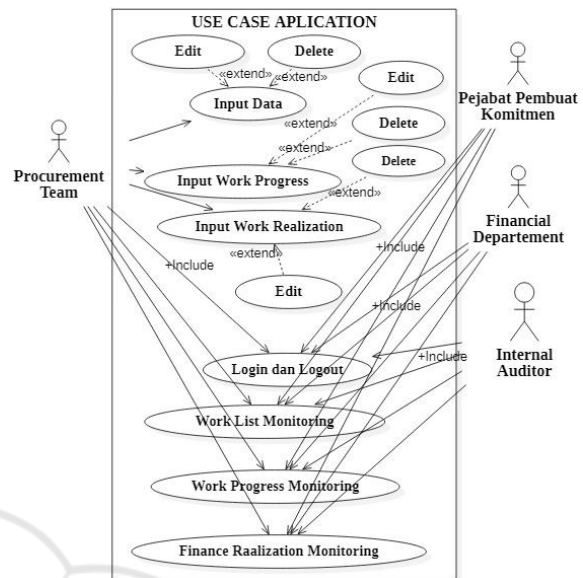 USE CASE APLICATION
Edit
Delete
«extend»
«extend»
Edit
Input Data
Pejabat Pembuat
Komitmen
«extend»
Delete
«extend»
Delete
Procurement
Team
Input Work Progress
«extend»
Financial
Departement
Input Work Realization
+Include
«extend»
+Include
Edit
+Include
Internal
Auditor
+Include
Login dan Logout
Work List Monitoring
Work Progress Monitoring
Finance Raalization Monitoring